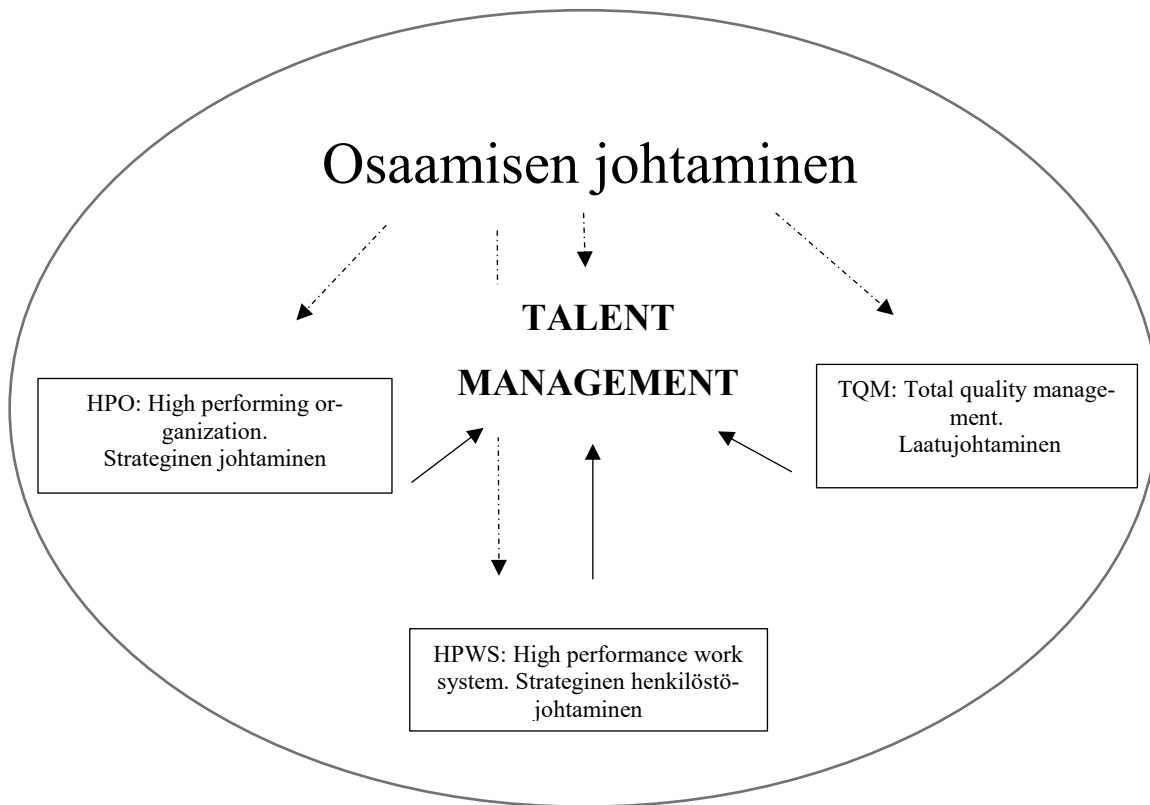 Osaamisen johtaminen
TALENT
MANAGEMENT
HPO: High performing or-
ganization.
Strateginen johtaminen
TQM: Total quality manage-
ment.
Laatujohtaminen
HPWS: High performance work
system. Strateginen henkilöstö-
johtaminen